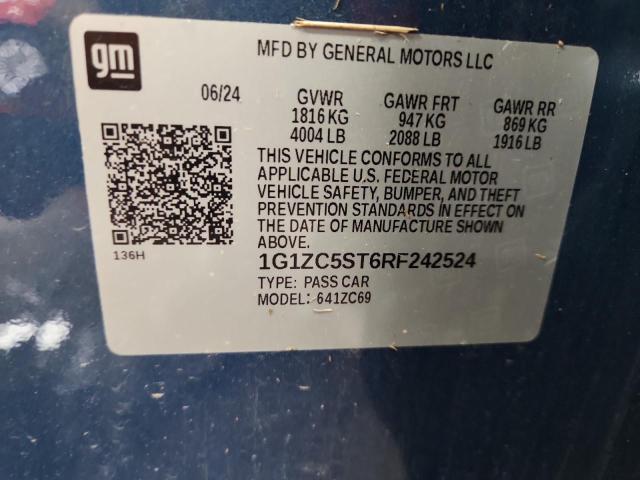 gm
MFD BY GENERAL MOTORS LLC
06/24 GVWR GAWR FRT GAWR RR
1816 KG 947 KG 869 KG
4004 LB 2088 LB 1916 LB
THIS VEHICLE CONFORMS TO ALL
APPLICABLE U.S. FEDERAL MOTOR
VEHICLE SAFETY, BUMPER, AND THEFT
PREVENTION STANDARDS IN EFFECT ON
THE DATE OF MANUFACTURE SHOWN
ABOVE.
136H
1G1ZC5ST6RF242524
TYPE: PASS CAR
MODEL: 641ZC69